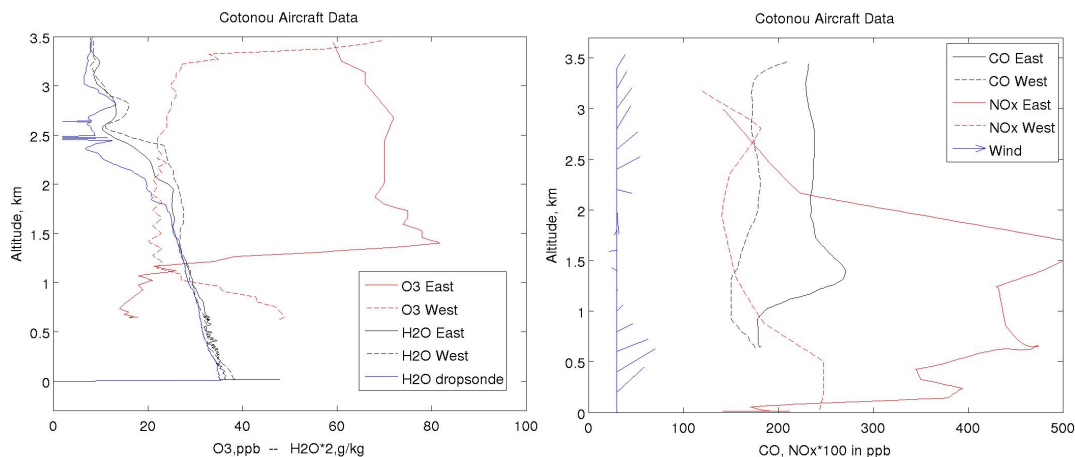 Cotonou Aircraft Data
3.5
3
2.5
2
1.5
1
0.5
0
Altitude, km
0 20 40 60 80 100
O3,ppb -- H2O*2,g/kg
O3 East
O3 West
H2O East
H2O West
H2O dropsonde
Cotonou Aircraft Data
3.5
3
2.5
2
1.5
1
0.5
0
Altitude, km
0 100 200 300 400 500
CO, NOx*100 in ppb
CO East
CO West
NOx East
NOx West
Wind